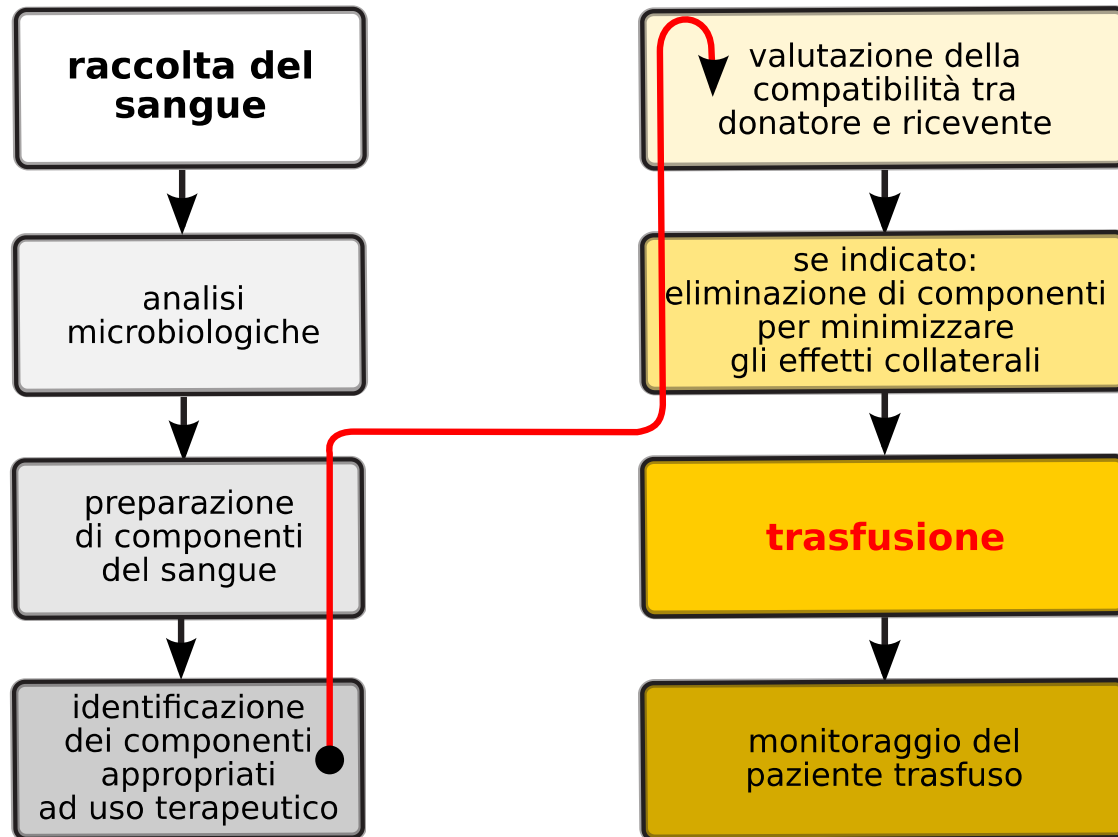 raccolta del
sangue
analisi
microbiologiche
preparazione
di componenti
del sangue
identificazione
dei componenti
appropriati
ad uso terapeutico
valutazione della
compatibilità tra
donatore e ricevente
se indicato:
eliminazione di componenti
per minimizzare
gli effetti collaterali
trasfusione
monitoraggio del
paziente trasfuso